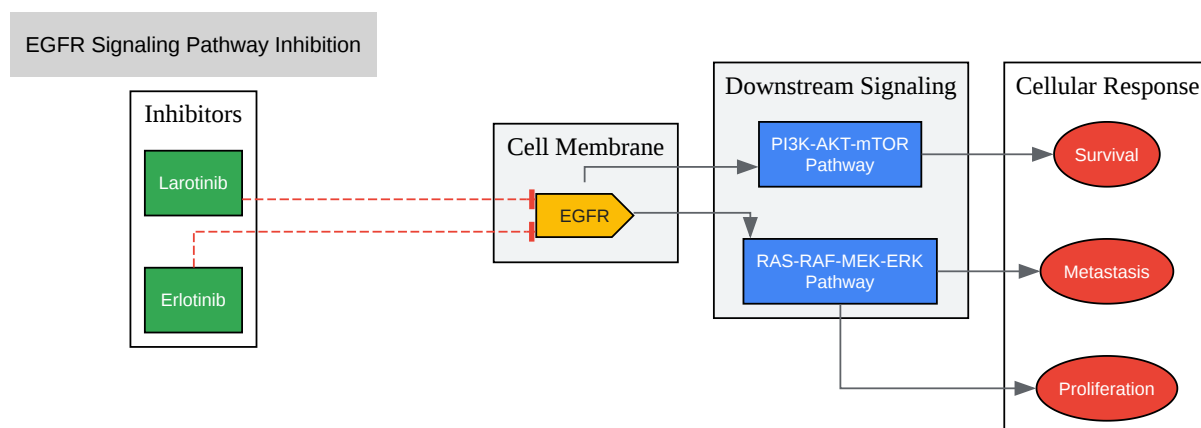 EGFR Signaling Pathway Inhibition
Inhibitors
Larotinib
Erlotinib
Cell Membrane
EGFR
Downstream Signaling
PI3K-AKT-mTOR
Pathway
RAS-RAF-MEK-ERK
Pathway
Cellular Response
Survival
Metastasis
Proliferation